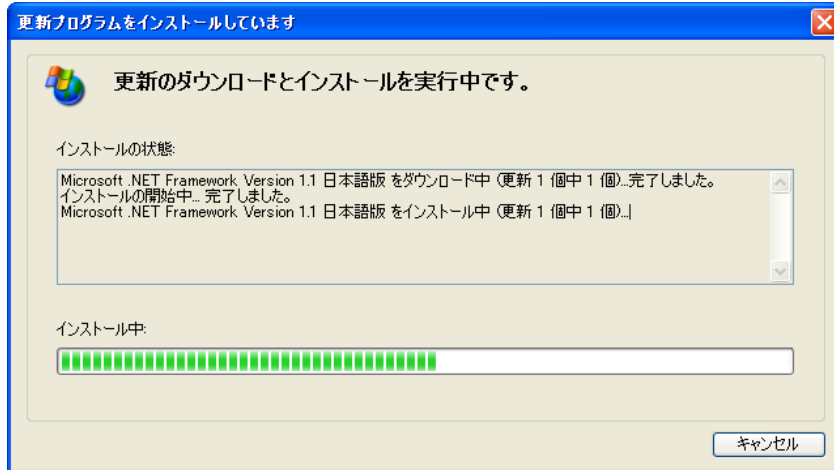 更新プログラムをインストールしています
更新のダウンロードとインストールを実行中です。
インストールの状態:
Microsoft .NET Framework Version 1.1 日本語版 をダウンロード中 (更新 1 個中 1 個)...完了しました。
インストールの開始中... 完了しました。
Microsoft .NET Framework Version 1.1 日本語版 をインストール中 (更新 1 個中 1 個)...
インストール中:
キャンセル